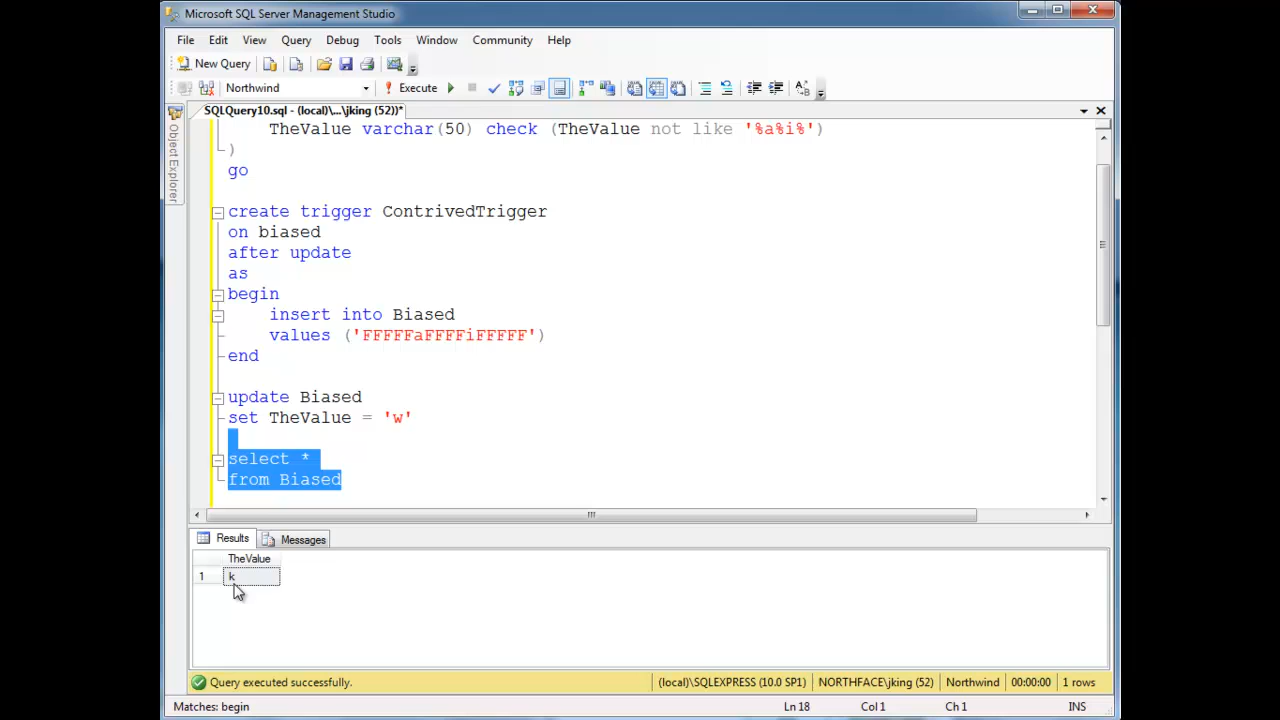 Microsoft SQL Server Management Studio
File Edit View Query Debug Tools Window Community Help
New Query
Northwind Execute
SQLQuery10.sql - (local)\...\jking (52))*
Object Explorer
TheValue varchar(50) check (TheValue not like '%a%i%')
)
go
create trigger ContrivedTrigger
on biased
after update
as
begin
insert into Biased
values ('FFFFFaFFFFiFFFFF')
end
update Biased
set TheValue = 'w'
select *
from Biased
Results Messages
TheValue
1 k
Query executed successfully. (local)\SQLEXPRESS (10.0 SP1) NORTHFACE\jking (52) Northwind 00:00:00 1 rows
Matches: begin Ln 18 Col 1 Ch 1 INS